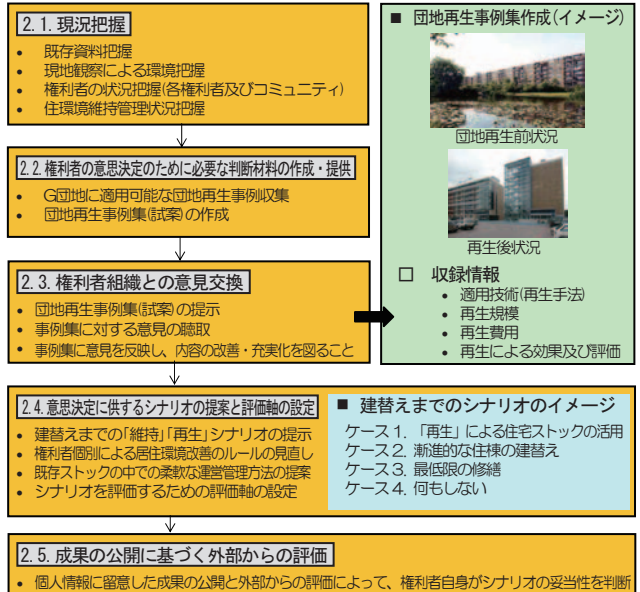 2.1.現況把握
• 既存資料把握
• 現地観察による環境把握
• 権利者の状況把握(各権利者及びコミュニティ)
• 住環境維持管理状況把握
2.2.権利者の意思決定のために必要な判断材料の作成・提供
• G団地に適用可能な団地再生事例収集
• 団地再生事例集(試案)の作成
2.3.権利者組織との意見交換
• 団地再生事例集(試案)の提示
• 事例集に対する意見の聴取
• 事例集に意見を反映し、内容の改善・充実化を図ること
■ 団地再生事例集作成(イメージ)
団地再生前状況
再生後状況
□ 収録情報
• 適用技術(再生手法)
• 再生規模
• 再生費用
• 再生による効果及び評価
2.4.意思決定に供するシナリオの提案と評価軸の設定
• 建替えまでの「維持」「再生」シナリオの提示
• 権利者個別による居住環境改善のルールの見直し
• 既存ストックの中での柔軟な運営管理方法の提案
• シナリオを評価するための評価軸の設定
■ 建替えまでのシナリオのイメージ
ケース1.「再生」による住宅ストックの活用
ケース2. 漸進的な住棟の建替え
ケース3. 最低限の修繕
ケース4. 何もしない
2.5.成果の公開に基づく外部からの評価
• 個人情報に留意した成果の公開と外部からの評価によって、権利者自身がシナリオの妥当性を判断